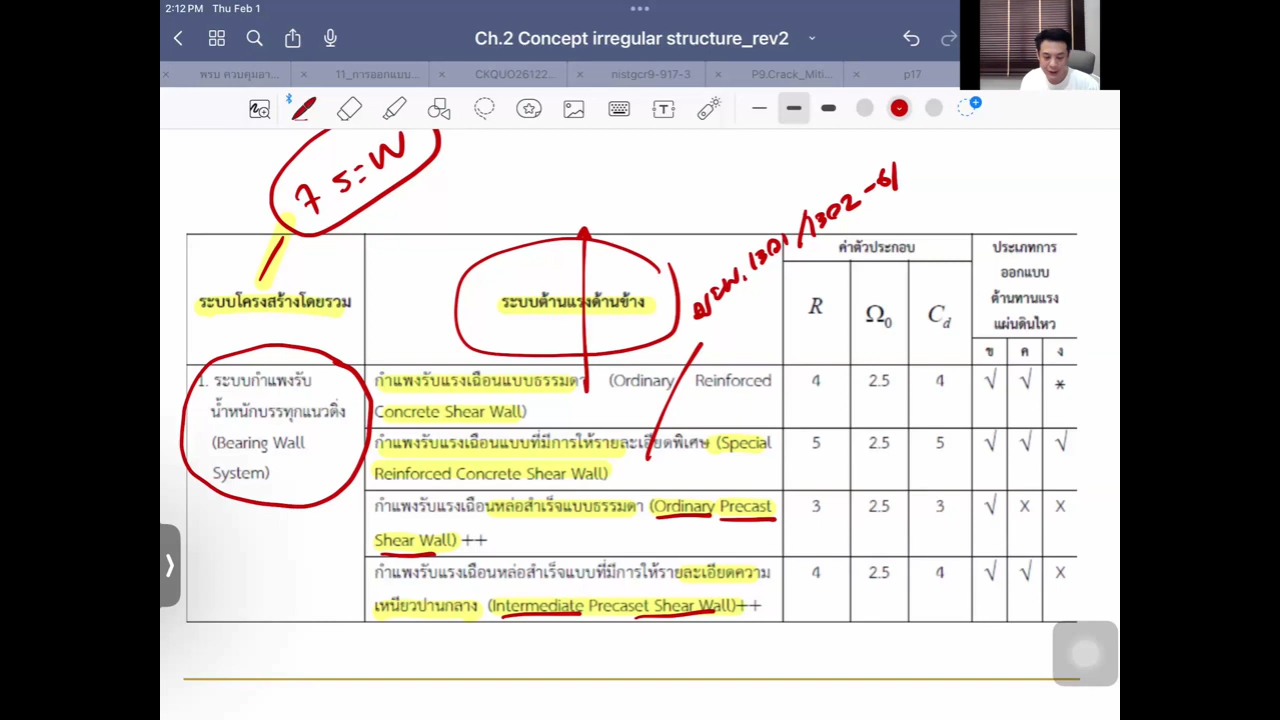 2:12 PM Thu Feb 1
Ch.2 Concept irregular structure_rev2
พรบ ควบคุมอา...
11_การออกแบบ...
CKQUO26122...
nistgcr9-917-3
P9.Crack_Miti...
p17
7 ระบบ
มยผ. 1301/1302-61
ระบบโครงสร้างโดยรวม
ระบบต้านแรงด้านข้าง
ค่าตัวประกอบ
ประเภทการ
ออกแบบ
ต้านทานแรง
แผ่นดินไหว
R
Ω0
Cd
ข ค ง
1. ระบบกำแพงรับ
น้ำหนักบรรทุกแนวดิ่ง
(Bearing Wall
System)
กำแพงรับแรงเฉือนแบบธรรมดา (Ordinary Reinforced
Concrete Shear Wall)
4 2.5 4 √ √ *
กำแพงรับแรงเฉือนแบบที่มีการให้รายละเอียดพิเศษ (Special
Reinforced Concrete Shear Wall)
5 2.5 5 √ √ √
กำแพงรับแรงเฉือนหล่อสำเร็จแบบธรรมดา (Ordinary Precast
Shear Wall) ++
3 2.5 3 √ X X
กำแพงรับแรงเฉือนหล่อสำเร็จแบบที่มีการให้รายละเอียดความ
เหนียวปานกลาง (Intermediate Precaset Shear Wall)++
4 2.5 4 √ √ X